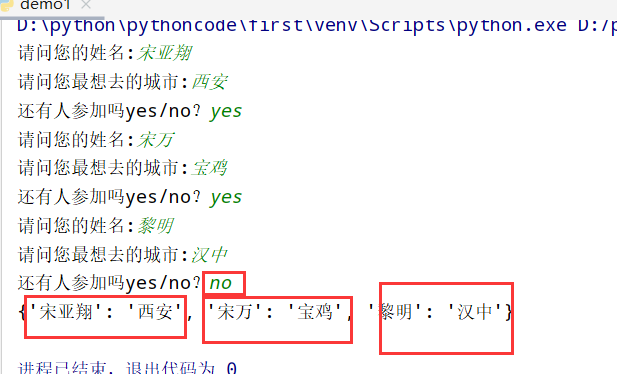 demo1
D:\python\pythoncode\first\venv\Scripts\python.exe D:/p
请问您的姓名:宋亚翔
请问您最想去的城市:西安
还有人参加吗yes/no？yes
请问您的姓名:宋万
请问您最想去的城市:宝鸡
还有人参加吗yes/no？yes
请问您的姓名:黎明
请问您最想去的城市:汉中
还有人参加吗yes/no？no
{'宋亚翔': '西安', '宋万': '宝鸡', '黎明': '汉中'}
进程已结束，退出代码为 0